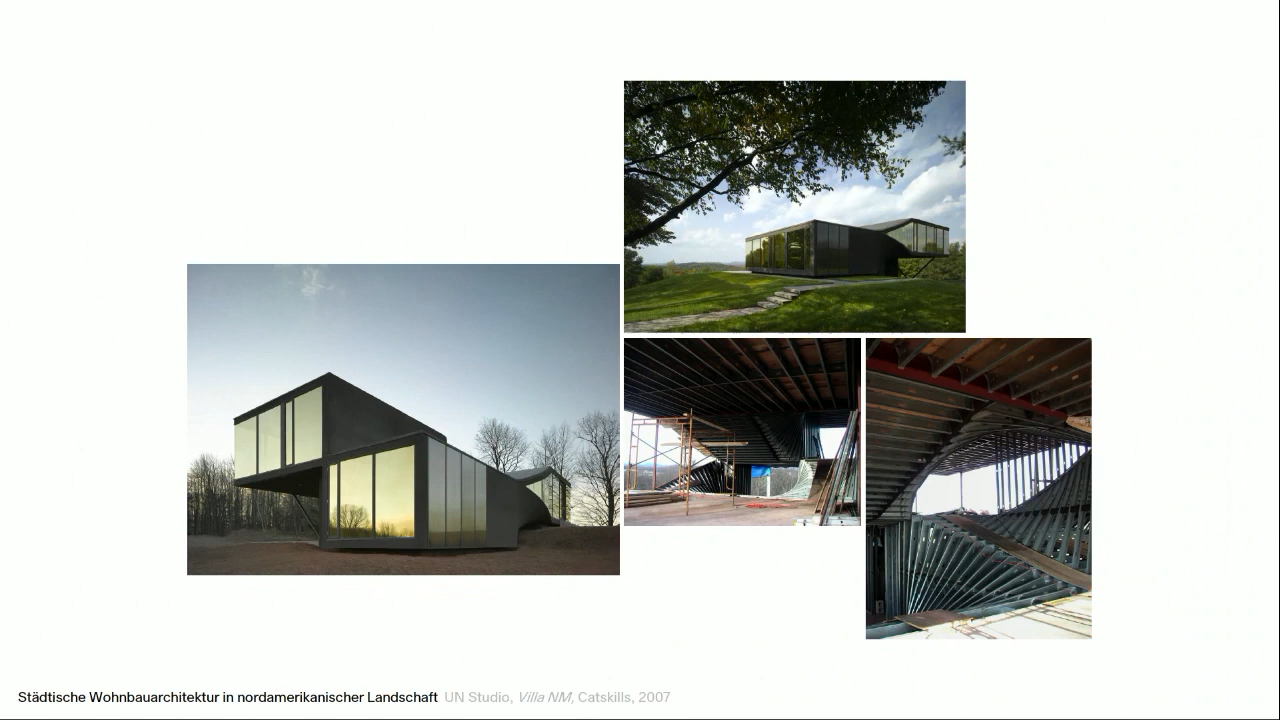 Städtische Wohnbauarchitektur in nordamerikanischer Landschaft UN Studio, Villa NM, Catskills, 2007